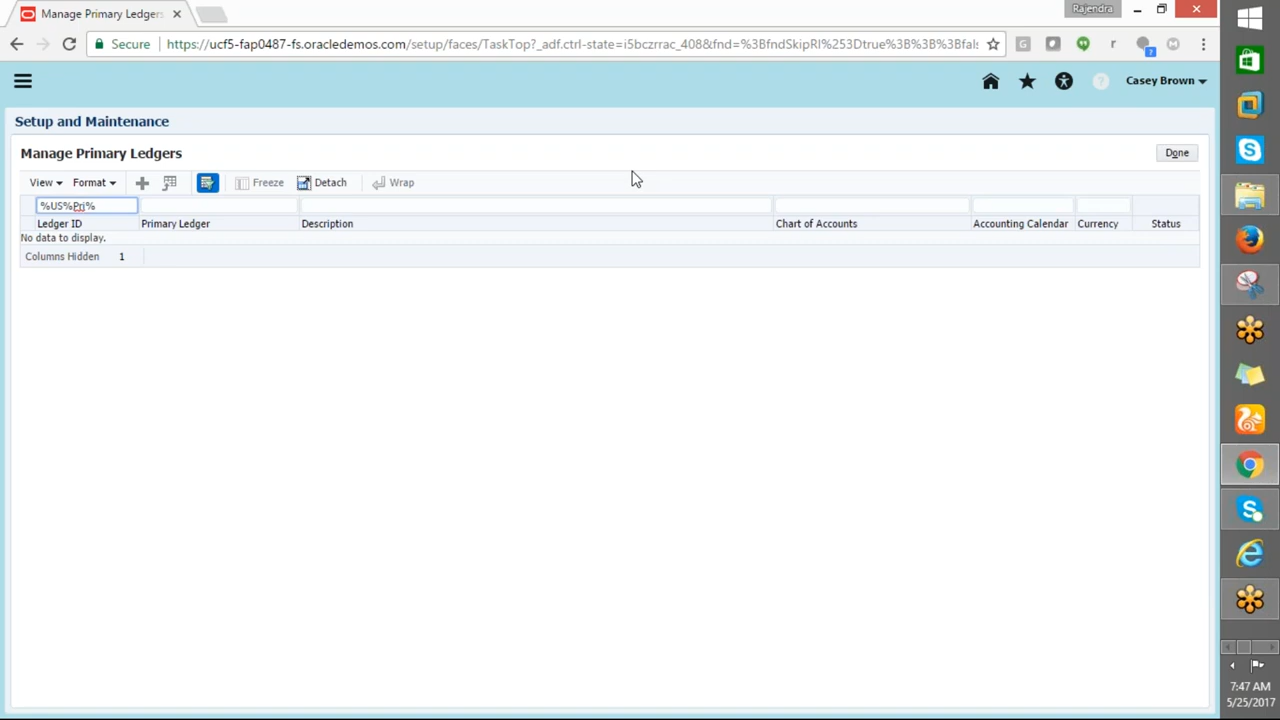 Manage Primary Ledgers
Rajendra
Secure
https://ucf5-fap0487-fs.oracledemos.com/setup/faces/TaskTop?_adf.ctrl-state=i5bczrrac_408&fnd=%3BfndSkipRI%253Dtrue%3B%3B%3Bfals
Casey Brown
Setup and Maintenance
Manage Primary Ledgers
Done
View Format Freeze Detach Wrap
%US%Pri%
Ledger ID Primary Ledger Description Chart of Accounts Accounting Calendar Currency Status
No data to display.
Columns Hidden 1
7:47 AM
5/25/2017